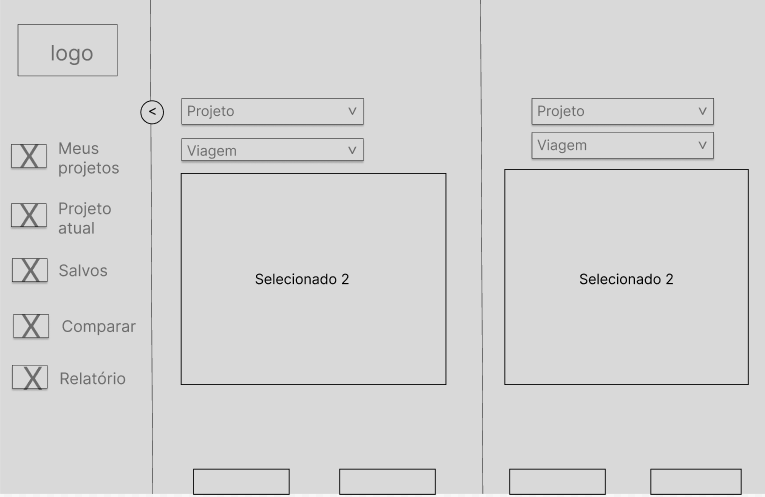 logo
<
Meus
projetos
Projeto
atual
Salvos
Comparar
Relatório
Projeto v
Viagem v
Selecionado 2
Projeto v
Viagem v
Selecionado 2